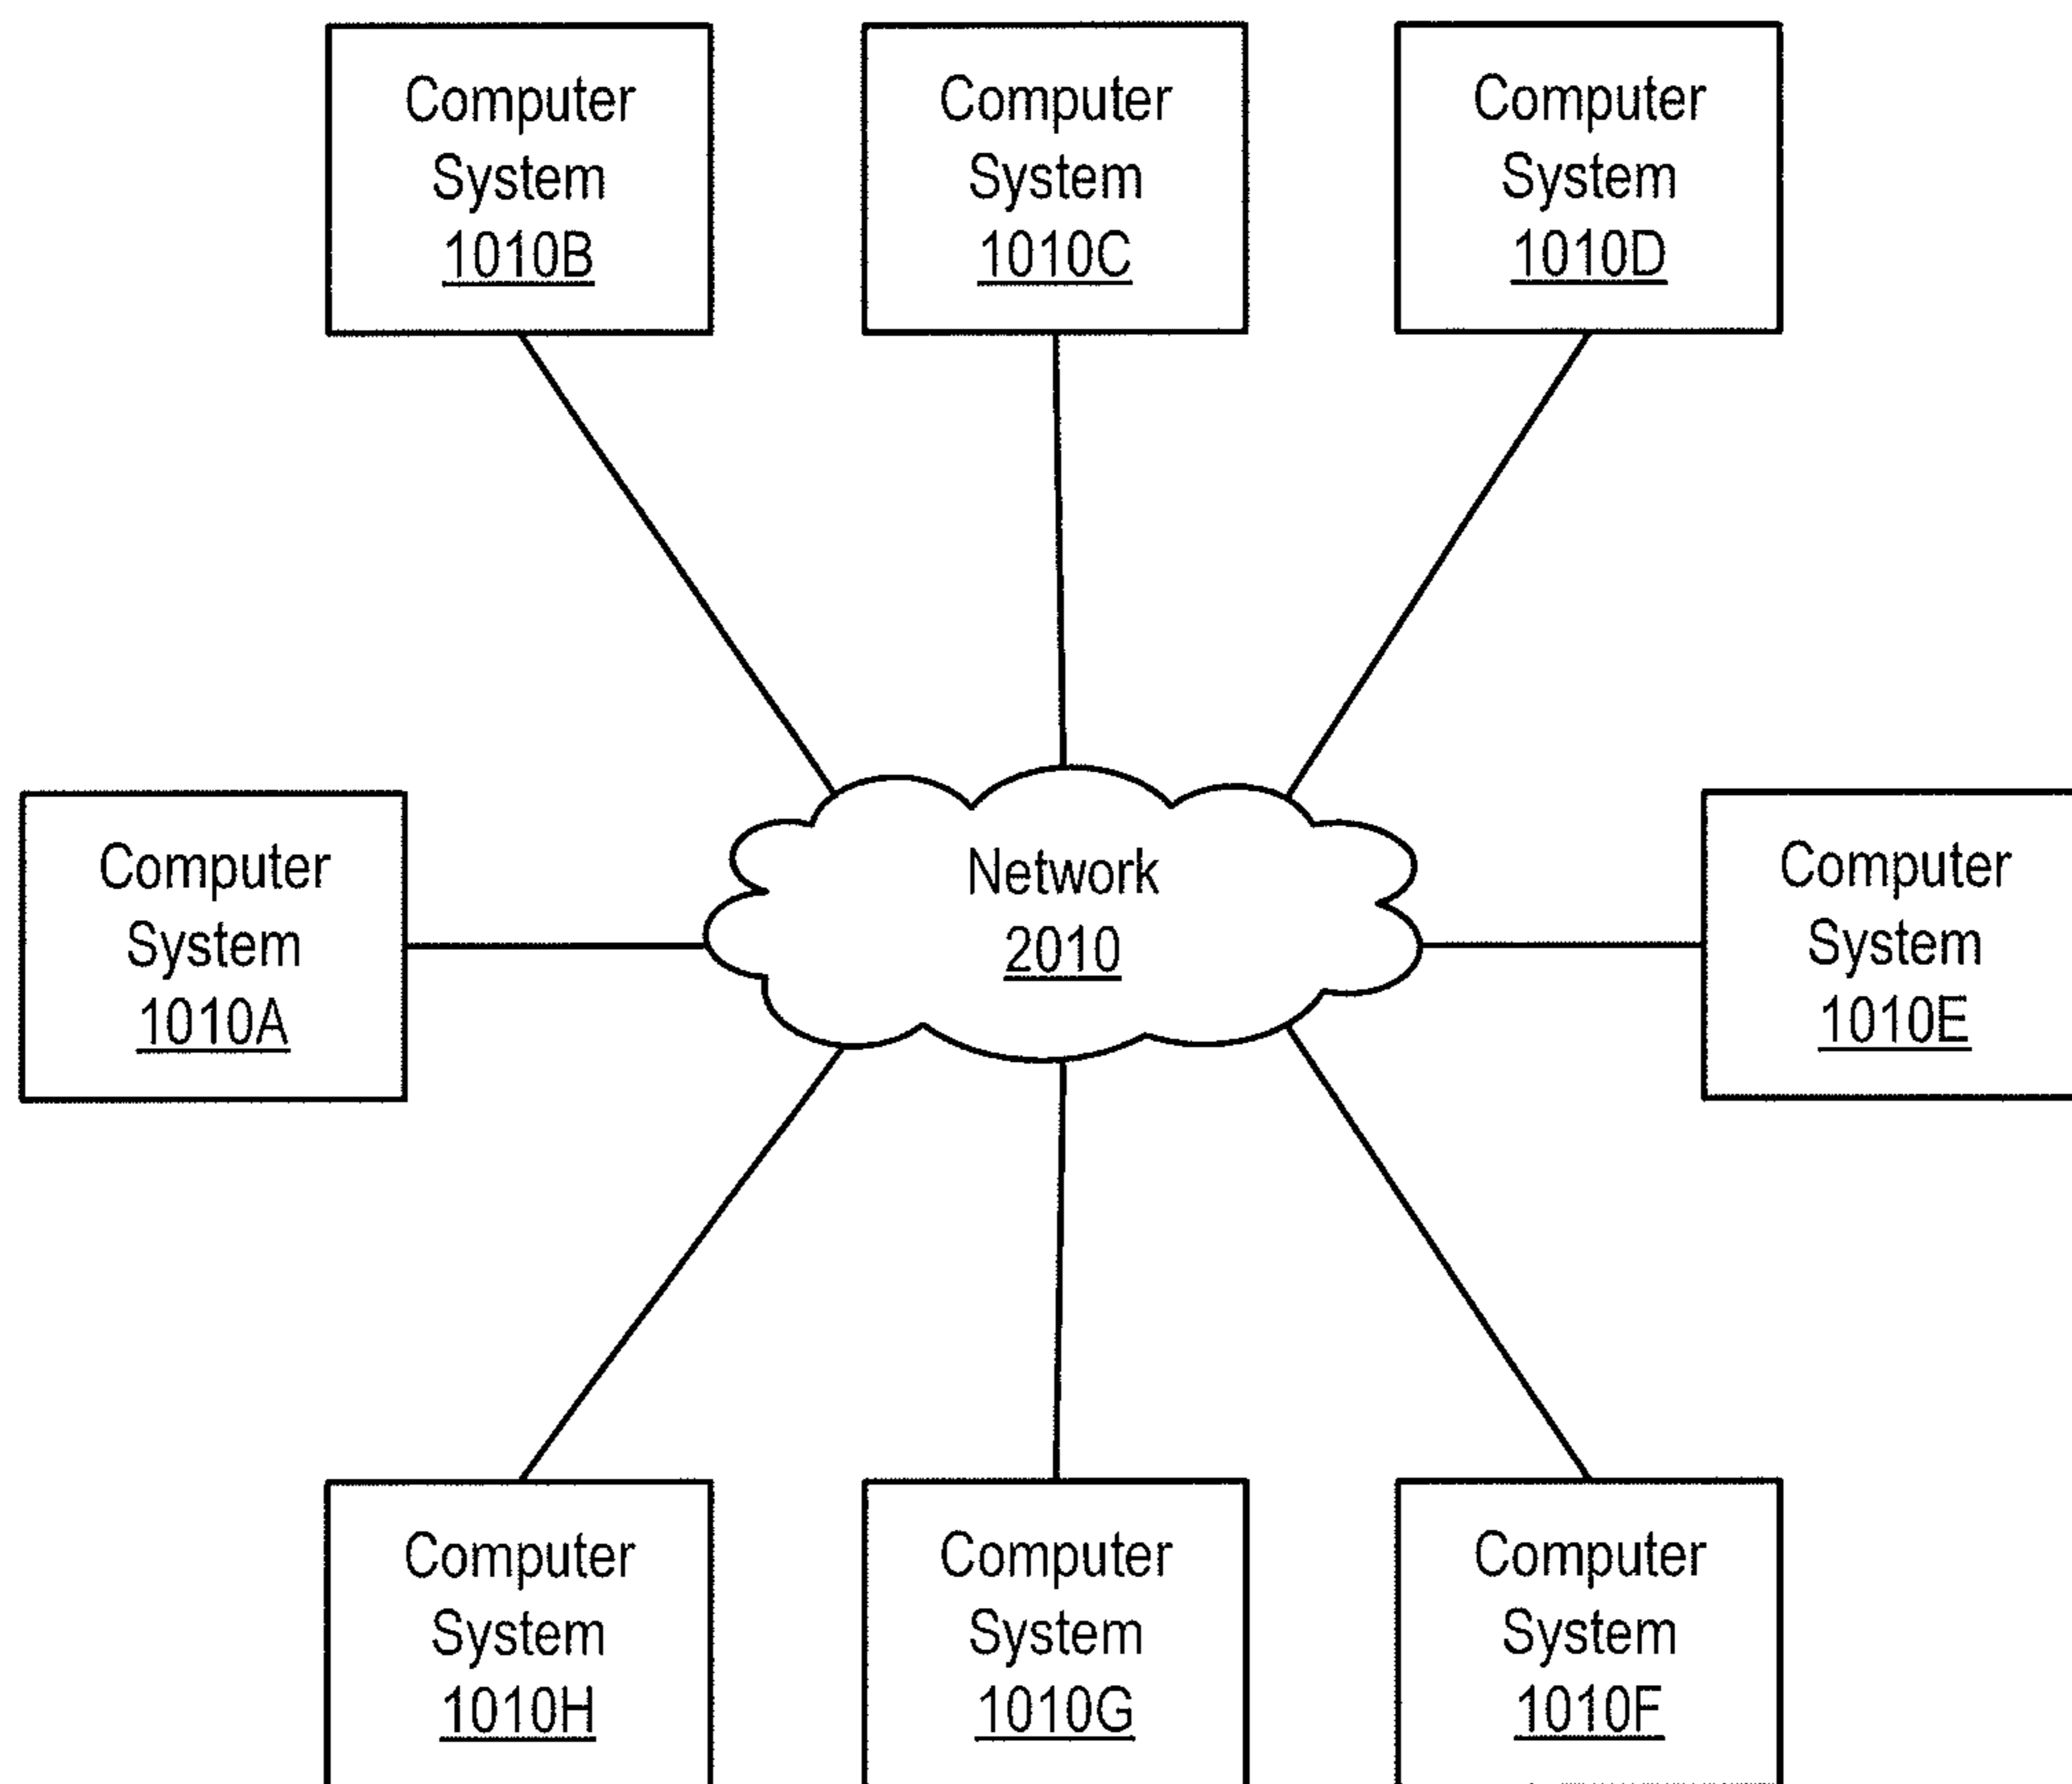 Computer
System
1010B
Computer
System
1010C
Computer
System
1010D
Computer
System
1010A
Network
2010
Computer
System
1010E
Computer
System
1010H
Computer
System
1010G
Computer
System
1010F